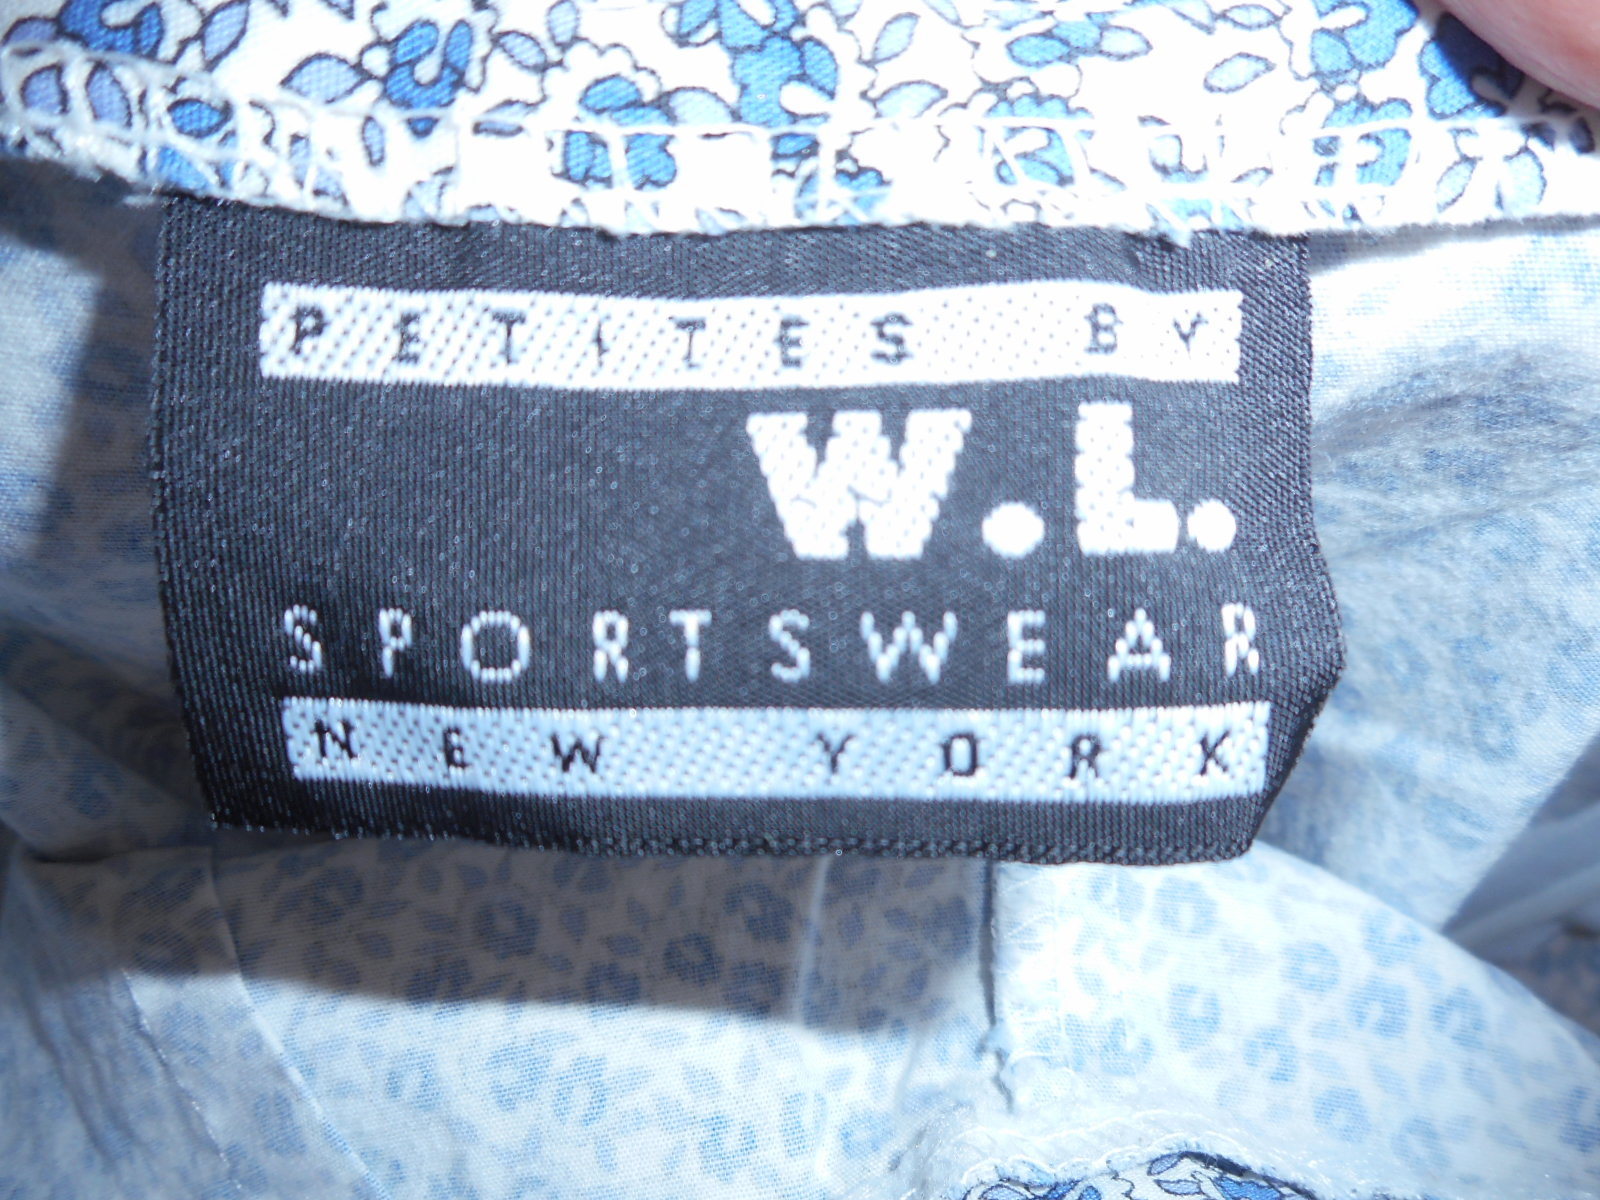 PETITES BY
W.L.
SPORTSWEAR
NEW YORK